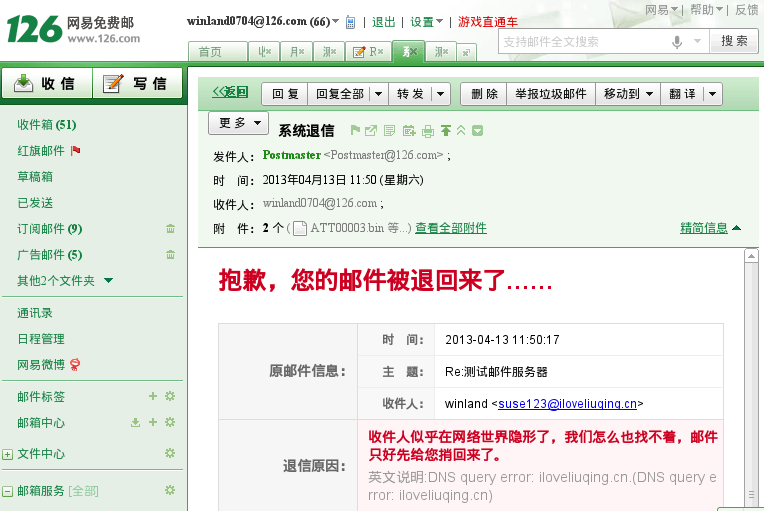 126 网易免费邮
www.126.com
winland0704@126.com (66) | 退出 | 设置 | 游戏直通车
网易 | 帮助 | 反馈
首页
支持邮件全文搜索 搜 索
收 信 写 信
<<返回 回 复 回复全部 转 发 删 除 举报垃圾邮件 移动到 翻 译
更 多 系统退信
发件人： Postmaster <Postmaster@126.com> ;
时 间： 2013年04月13日 11:50 (星期六)
收件人： winland0704@126.com ;
附 件： 2 个 ( ATT00003.bin 等...) 查看全部附件 精简信息
收件箱 (51)
红旗邮件
草稿箱
已发送
订阅邮件 (9)
广告邮件 (5)
其他2个文件夹
通讯录
日程管理
网易微博
邮件标签
邮箱中心
文件中心
邮箱服务 [全部]
抱歉，您的邮件被退回来了……
原邮件信息：
时 间： 2013-04-13 11:50:17
主 题： Re:测试邮件服务器
收件人： winland <suse123@iloveliuqing.cn>
退信原因：
收件人似乎在网络世界隐形了，我们怎么也找不着，邮件
只好先给您捎回来了。
英文说明:DNS query error: iloveliuqing.cn.(DNS query e
rror: iloveliuqing.cn)